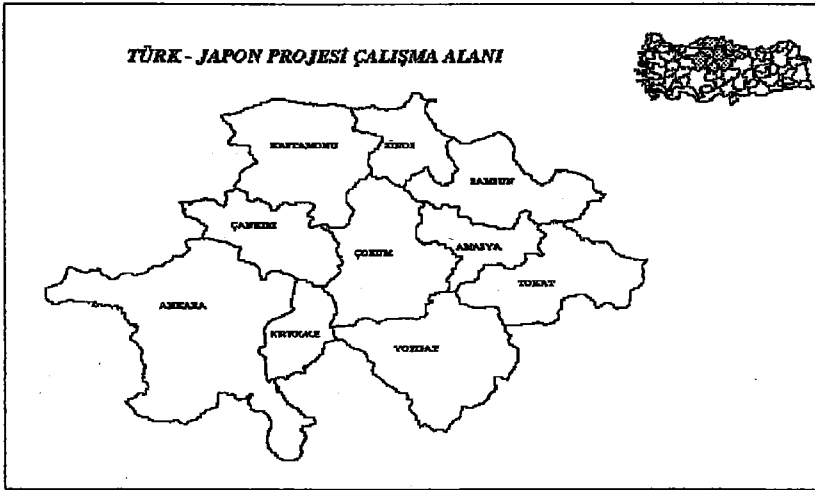 TÜRK - JAPON PROJESİ ÇALIŞMA ALANI
KASTAMONU
SİNOP
SAMSUN
ÇANKIRI
ÇORUM
AMASYA
TOKAT
ANKARA
KIRIKKALE
YOZGAT